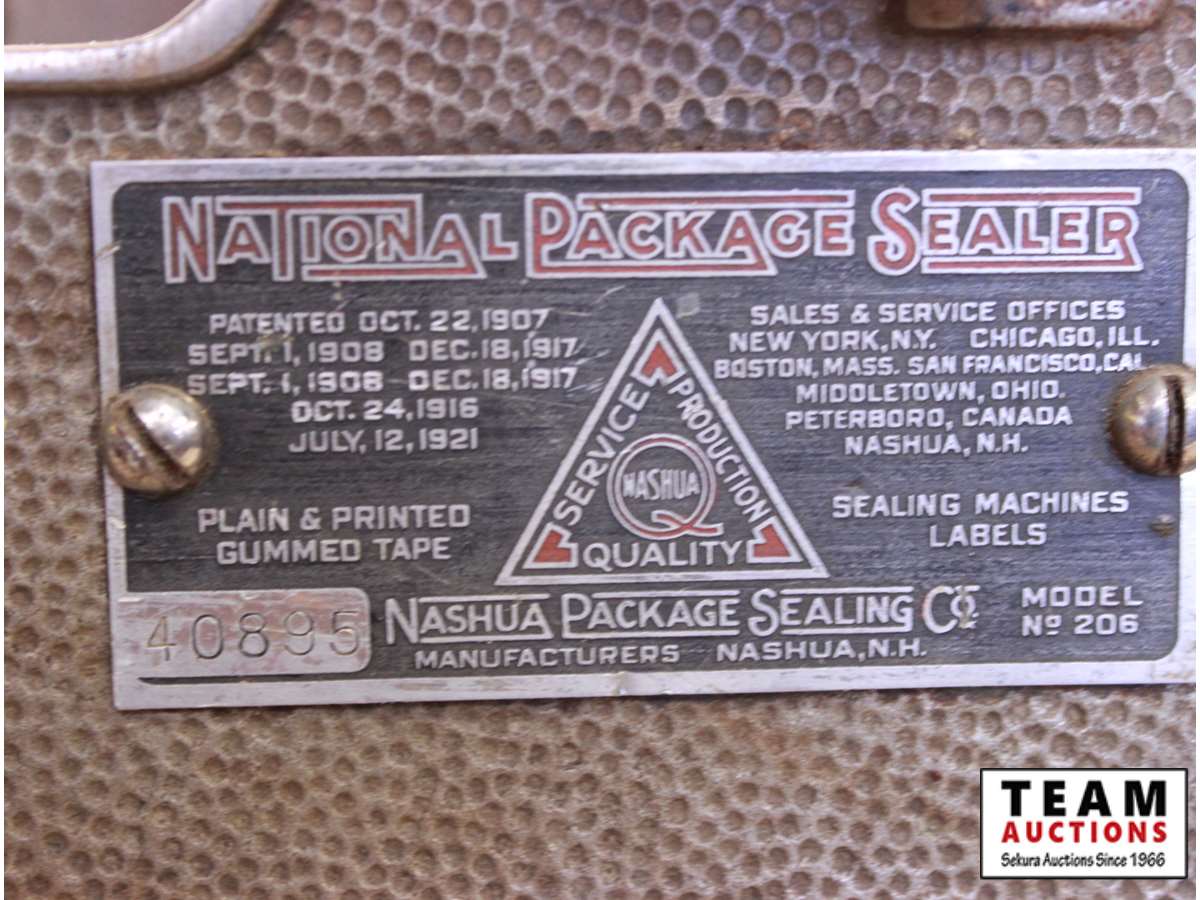 NATIONAL PACKAGE SEALER
PATENTED OCT. 22, 1907
SEPT. 1, 1908 DEC. 18, 1917
SEPT. 1, 1908 DEC. 18, 1917
OCT. 24, 1916
JULY, 12, 1921
PLAIN & PRINTED
GUMMED TAPE
SERVICE
PRODUCTION
NASHUA
QUALITY
SALES & SERVICE OFFICES
NEW YORK, N.Y. CHICAGO, ILL.
BOSTON, MASS. SAN FRANCISCO, CAL.
MIDDLETOWN, OHIO.
PETERBORO, CANADA
NASHUA, N.H.
SEALING MACHINES
LABELS
40895
NASHUA PACKAGE SEALING CO.
MANUFACTURERS NASHUA, N.H.
MODEL
No 206
TEAM
AUCTIONS
Sekura Auctions Since 1966